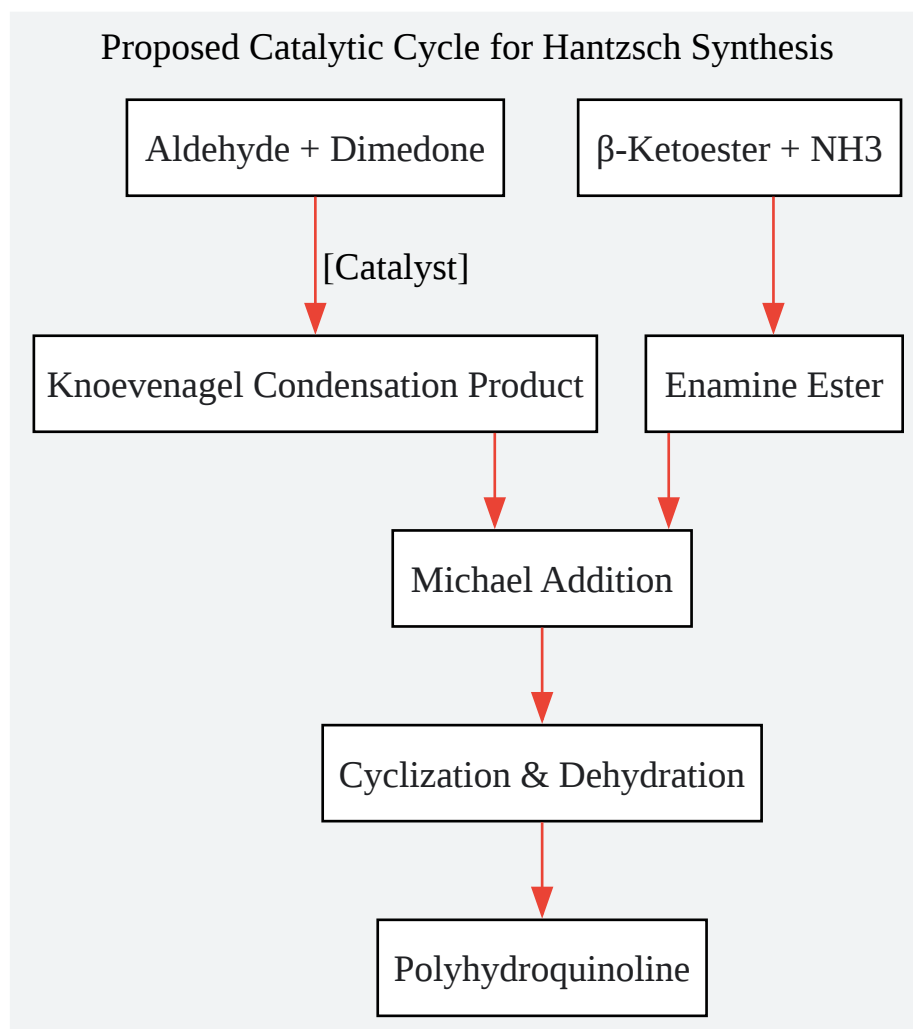 Proposed Catalytic Cycle for Hantzsch Synthesis
Aldehyde + Dimedone
β-Ketoester + NH3
[Catalyst]
Knoevenagel Condensation Product
Enamine Ester
Michael Addition
Cyclization & Dehydration
Polyhydroquinoline